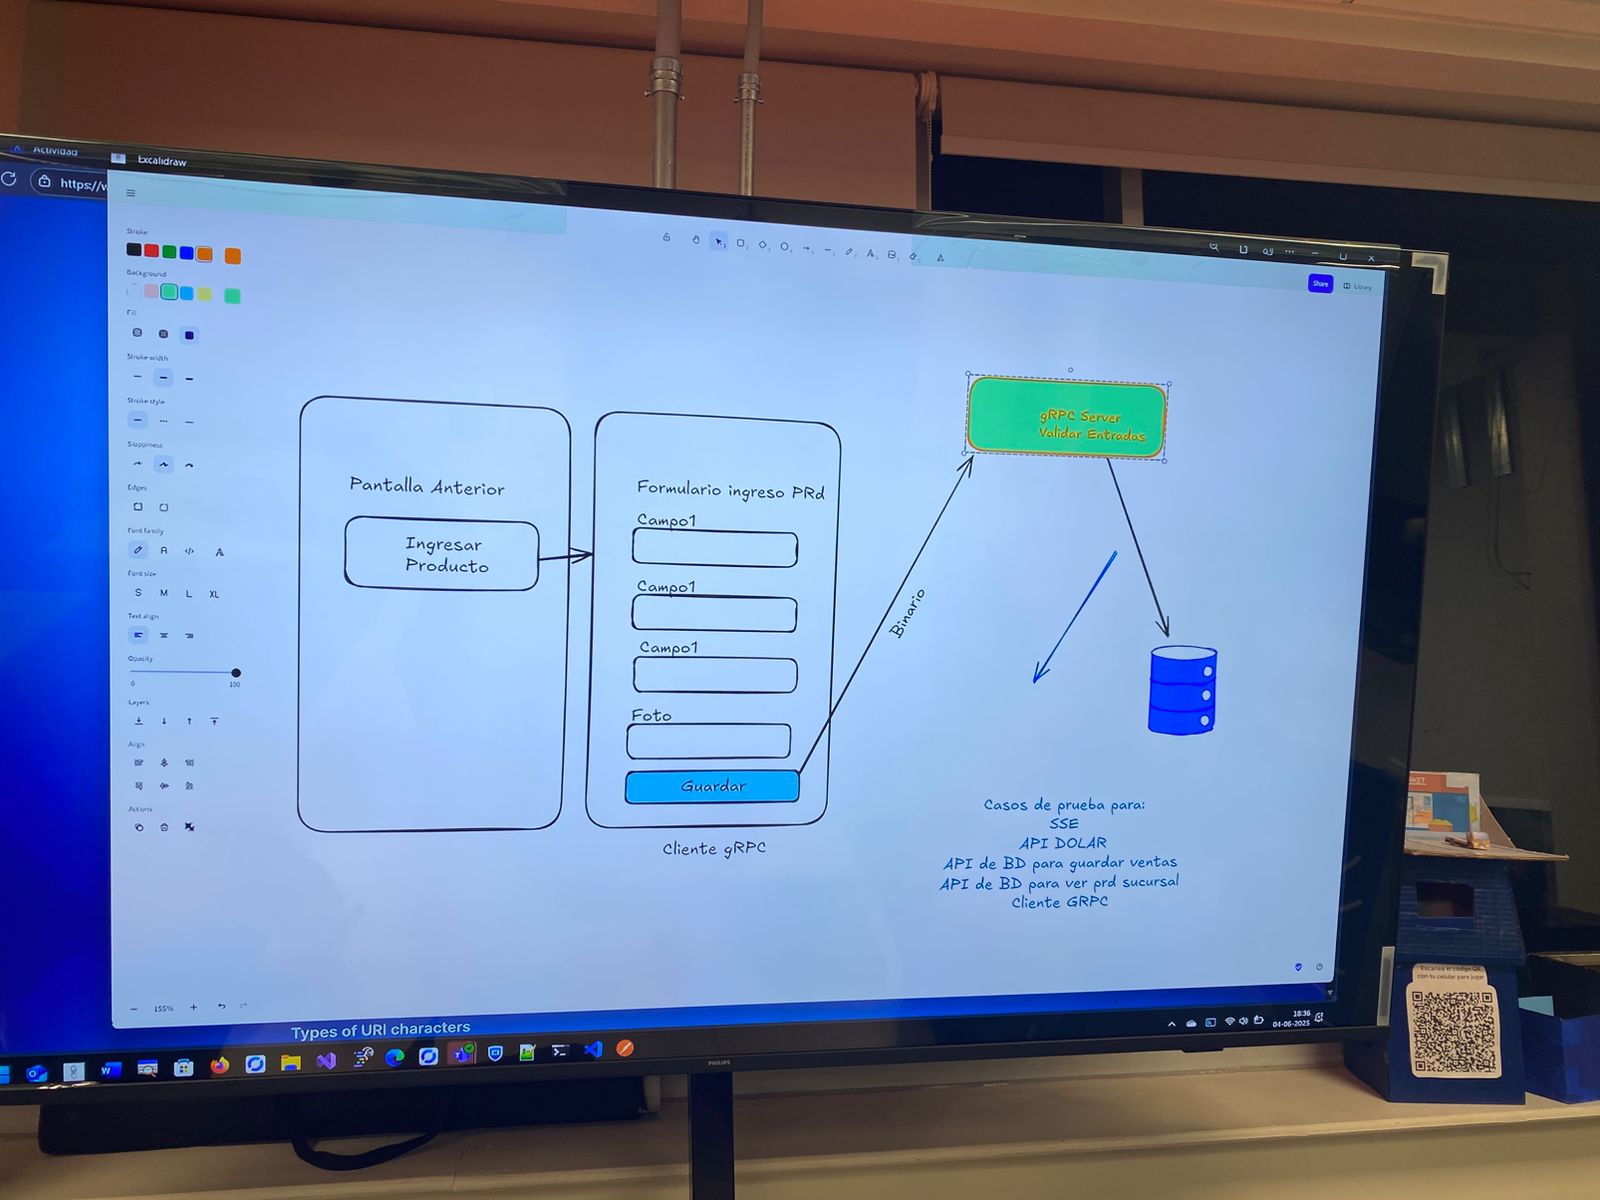 Actividad
Excalidraw
https://w
Stroke
Background
Fill
Stroke width
Stroke style
Sloppiness
Edges
Font family
Font size
S M L XL
Text align
Opacity
0 100
Layers
Align
Actions
155%
Share
Library
Pantalla Anterior
Ingresar
Producto
Formulario ingreso PRd
Campo1
Campo1
Campo1
Foto
Guardar
Cliente gRPC
Binario
gRPC Server
Validar Entradas
Casos de prueba para:
SSE
API DOLAR
API de BD para guardar ventas
API de BD para ver prd sucursal
Cliente GRPC
Types of URI characters
18:36
04-06-2025
PHILIPS
Escanea el codigo QR
con tu celular para jugar